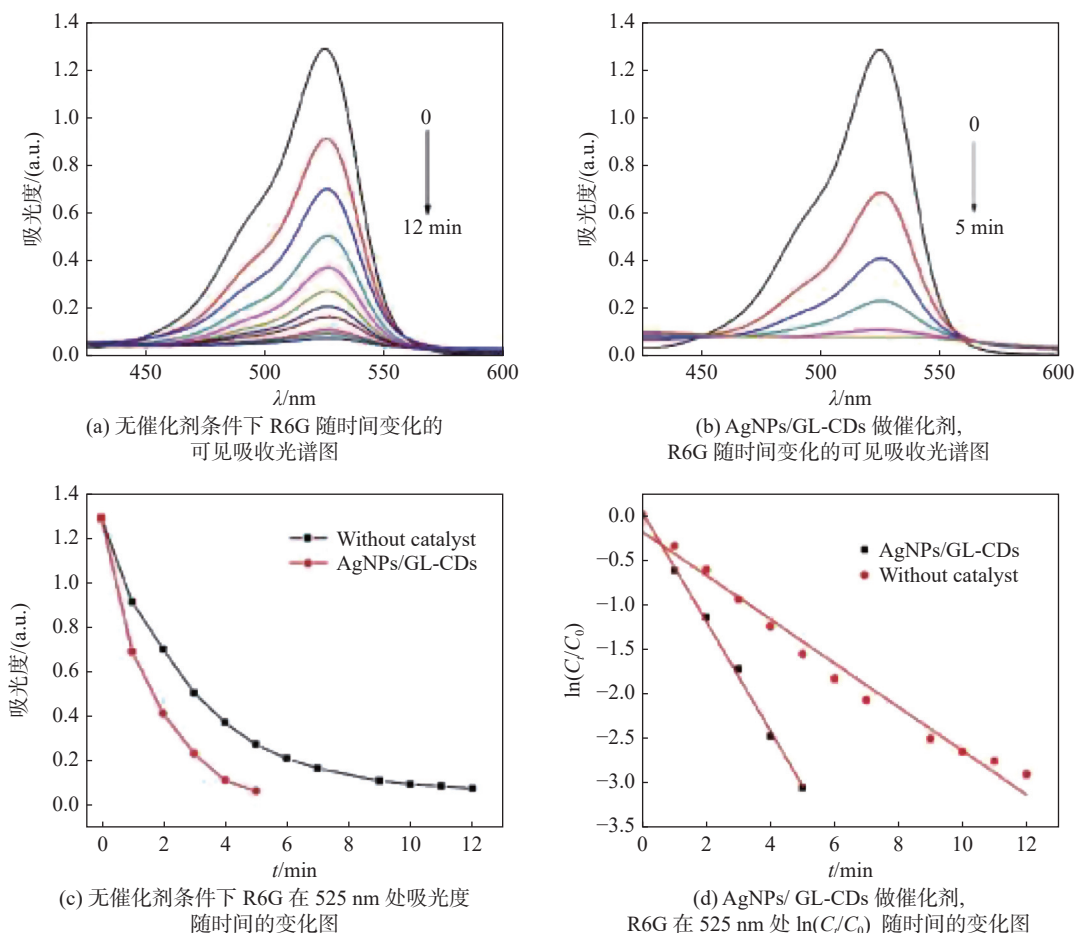 1.4
1.2
1.0
0.8
0.6
0.4
0.2
0.0
吸光度/(a.u.)
0
12 min
450
500
550
600
λ/nm
(a) 无催化剂条件下 R6G 随时间变化的
可见吸收光谱图
1.4
1.2
1.0
0.8
0.6
0.4
0.2
0.0
吸光度/(a.u.)
0
5 min
450
500
550
600
λ/nm
(b) AgNPs/GL-CDs 做催化剂,
R6G 随时间变化的可见吸收光谱图
1.4
1.2
1.0
0.8
0.6
0.4
0.2
0.0
吸光度/(a.u.)
Without catalyst
AgNPs/GL-CDs
0
2
4
6
8
10
12
t/min
(c) 无催化剂条件下 R6G 在 525 nm 处吸光度
随时间的变化图
0.0
−0.5
−1.0
−1.5
−2.0
−2.5
−3.0
−3.5
ln(Ct/C0)
AgNPs/GL-CDs
Without catalyst
0
2
4
6
8
10
12
t/min
(d) AgNPs/ GL-CDs 做催化剂,
R6G 在 525 nm 处 ln(Ct/C0) 随时间的变化图